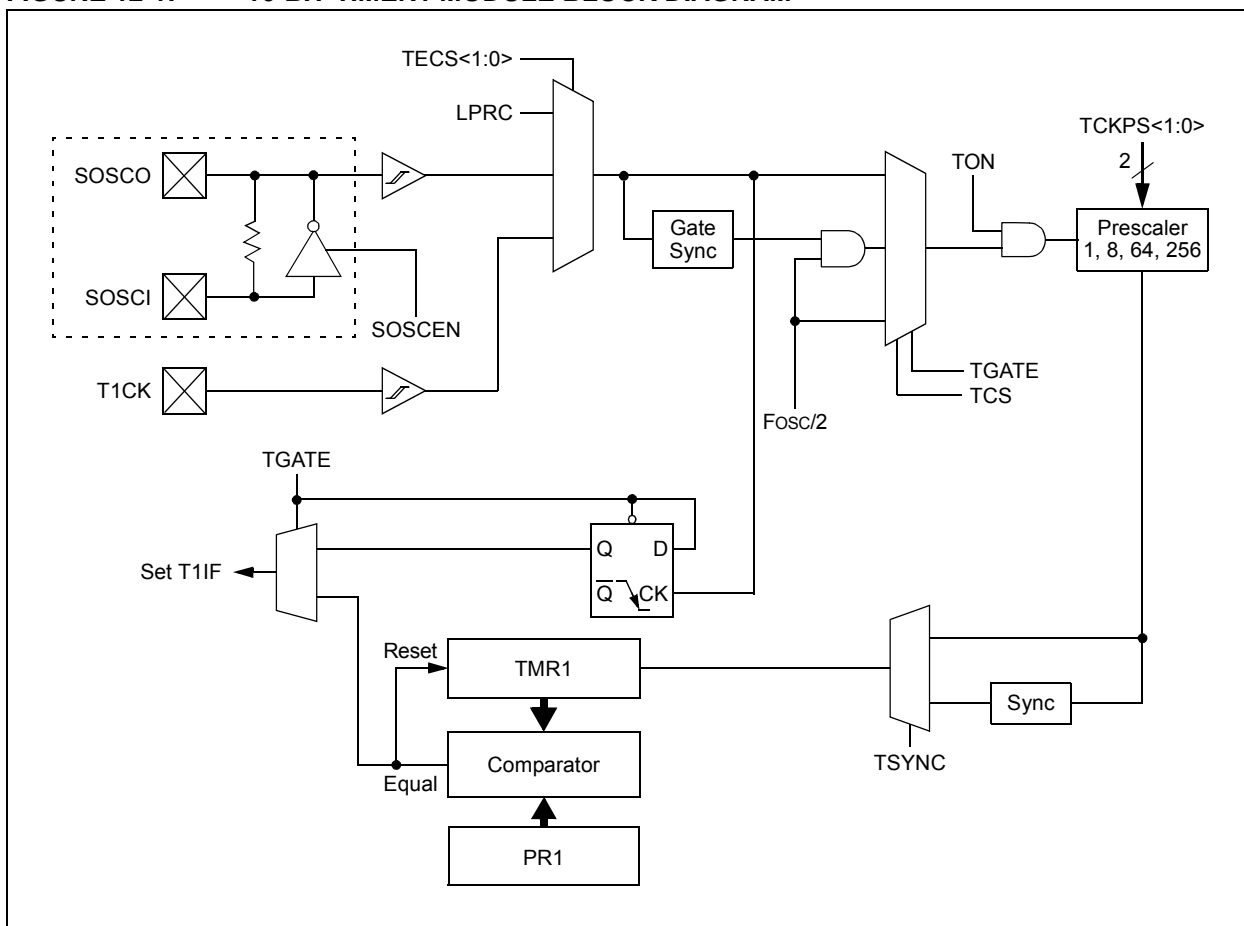 TECS<1:0>
LPRC
SOSCO
SOSCI
SOSCEN
T1CK
Gate
Sync
FOSC/2
TON
TCKPS<1:0>
2
Prescaler
1, 8, 64, 256
TGATE
TCS
TGATE
Set T1IF
Q D
Q CK
Reset
TMR1
Sync
TSYNC
Equal
Comparator
PR1